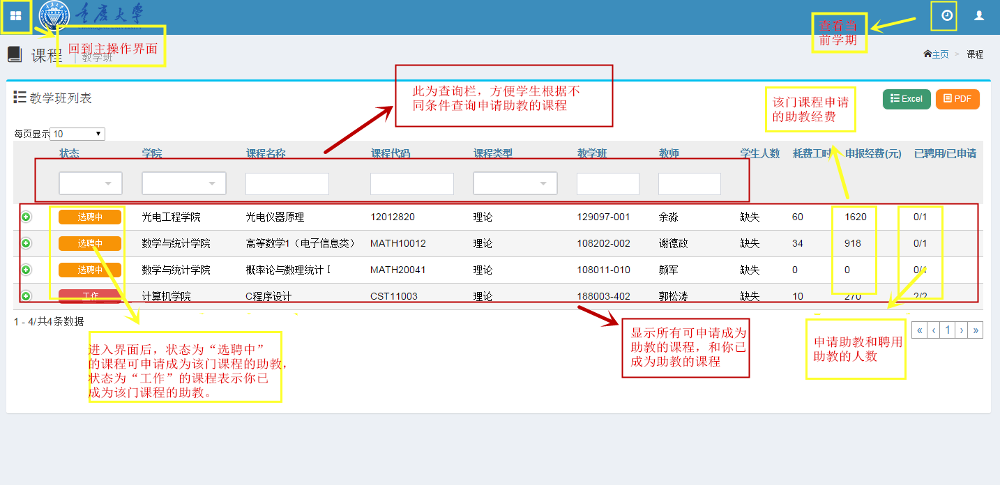 重庆大学
查看当
前学期
回到主操作界面
课程
教学班
主页 > 课程
此为查询栏，方便学生根据不
同条件查询申请助教的课程
教学班列表
该门课程申请
的助教经费
Excel
PDF
每页显示 10
状态 学院 课程名称 课程代码 课程类型 教学班 教师 学生人数 耗费工时 申报经费(元) 已聘用/已申请
选聘中 光电工程学院 光电仪器原理 12012820 理论 129097-001 余淼 缺失 60 1620 0/1
选聘中 数学与统计学院 高等数学1（电子信息类） MATH10012 理论 108202-002 谢德政 缺失 34 918 0/1
选聘中 数学与统计学院 概率论与数理统计Ⅰ MATH20041 理论 108011-010 颜军 缺失 0 0 0/1
工作 计算机学院 C程序设计 CST11003 理论 188003-402 郭松涛 缺失 10 270 2/2
1 - 4/共4条数据
« ‹ 1 › »
显示所有可申请成为
助教的课程，和你已
成为助教的课程
申请助教和聘用
助教的人数
进入界面后，状态为“选聘中”
的课程可申请成为该门课程的助教，
状态为“工作”的课程表示你已
成为该门课程的助教。